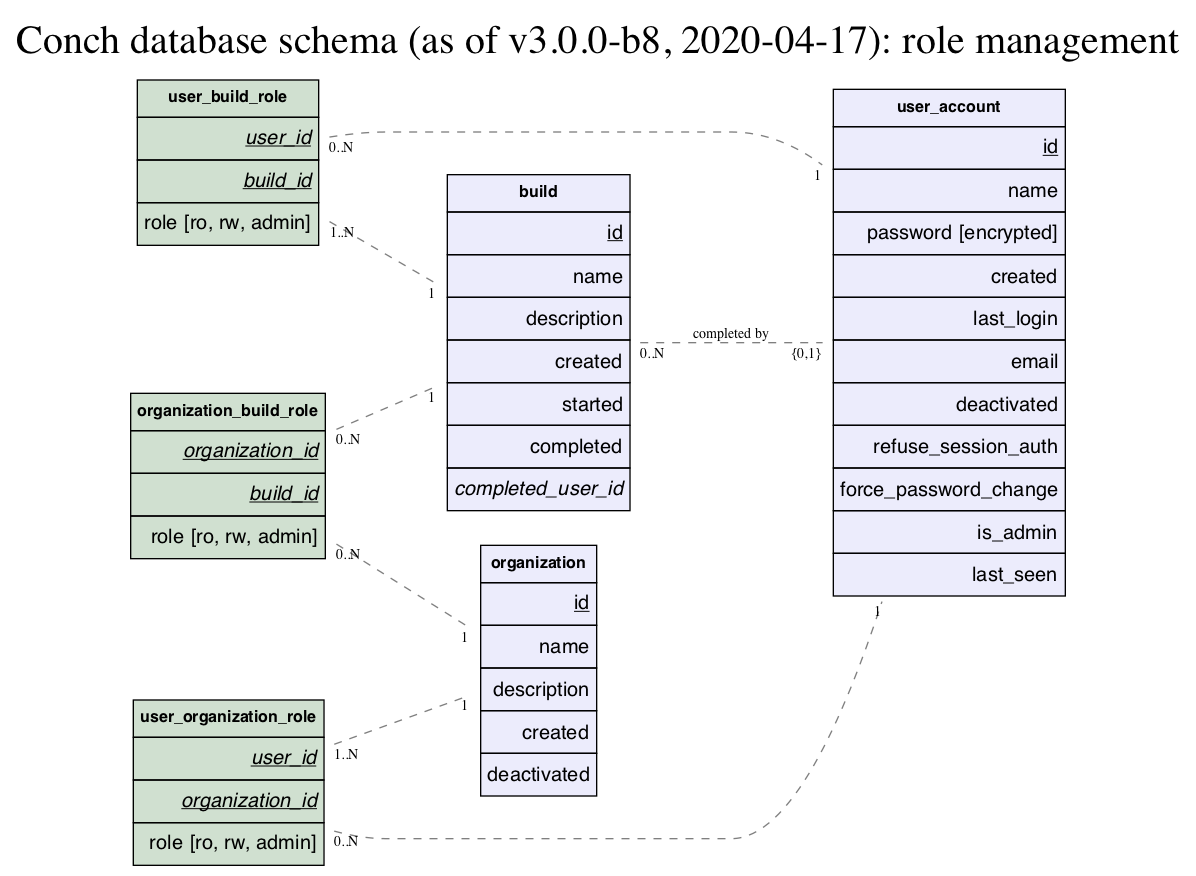 Conch database schema (as of v3.0.0-b8, 2020-04-17): role management
user_build_role
user_id
build_id
role [ro, rw, admin]
0..N
1..N
build
id
name
description
created
started
completed
completed_user_id
1
1
0..N
completed by
{0,1}
user_account
id
name
password [encrypted]
created
last_login
email
deactivated
refuse_session_auth
force_password_change
is_admin
last_seen
1
1
organization_build_role
organization_id
build_id
role [ro, rw, admin]
0..N
0..N
organization
id
name
description
created
deactivated
1
1
user_organization_role
user_id
organization_id
role [ro, rw, admin]
1..N
0..N